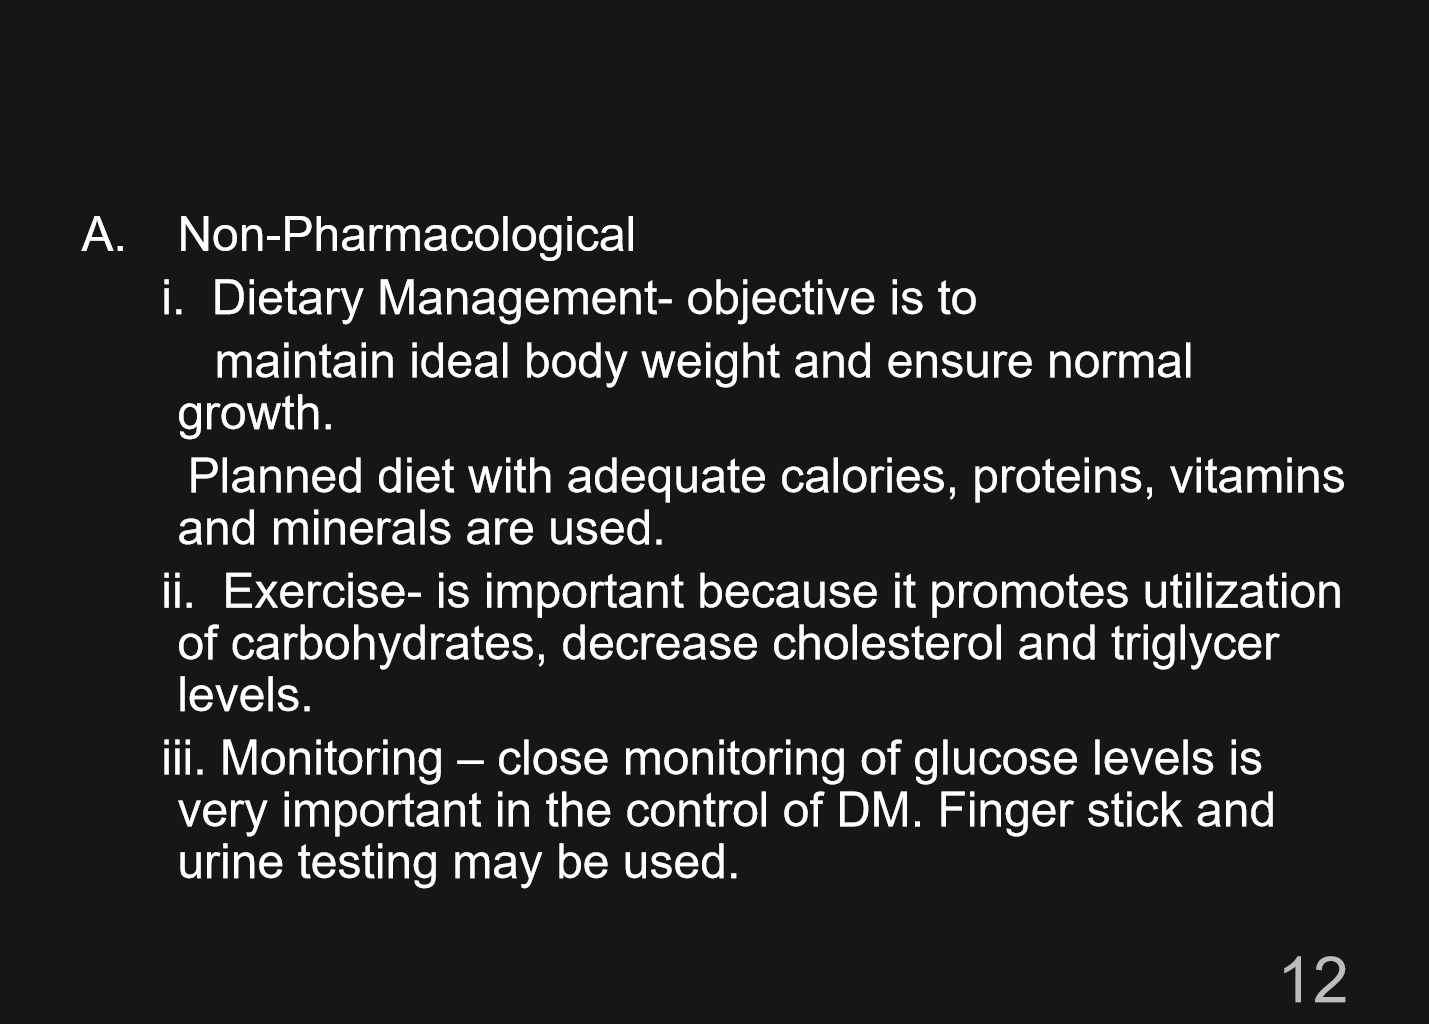 A. Non-Pharmacological
i. Dietary Management- objective is to
maintain ideal body weight and ensure normal
growth.
Planned diet with adequate calories, proteins, vitamins
and minerals are used.
ii. Exercise- is important because it promotes utilization
of carbohydrates, decrease cholesterol and triglycer
levels.
iii. Monitoring – close monitoring of glucose levels is
very important in the control of DM. Finger stick and
urine testing may be used.
12